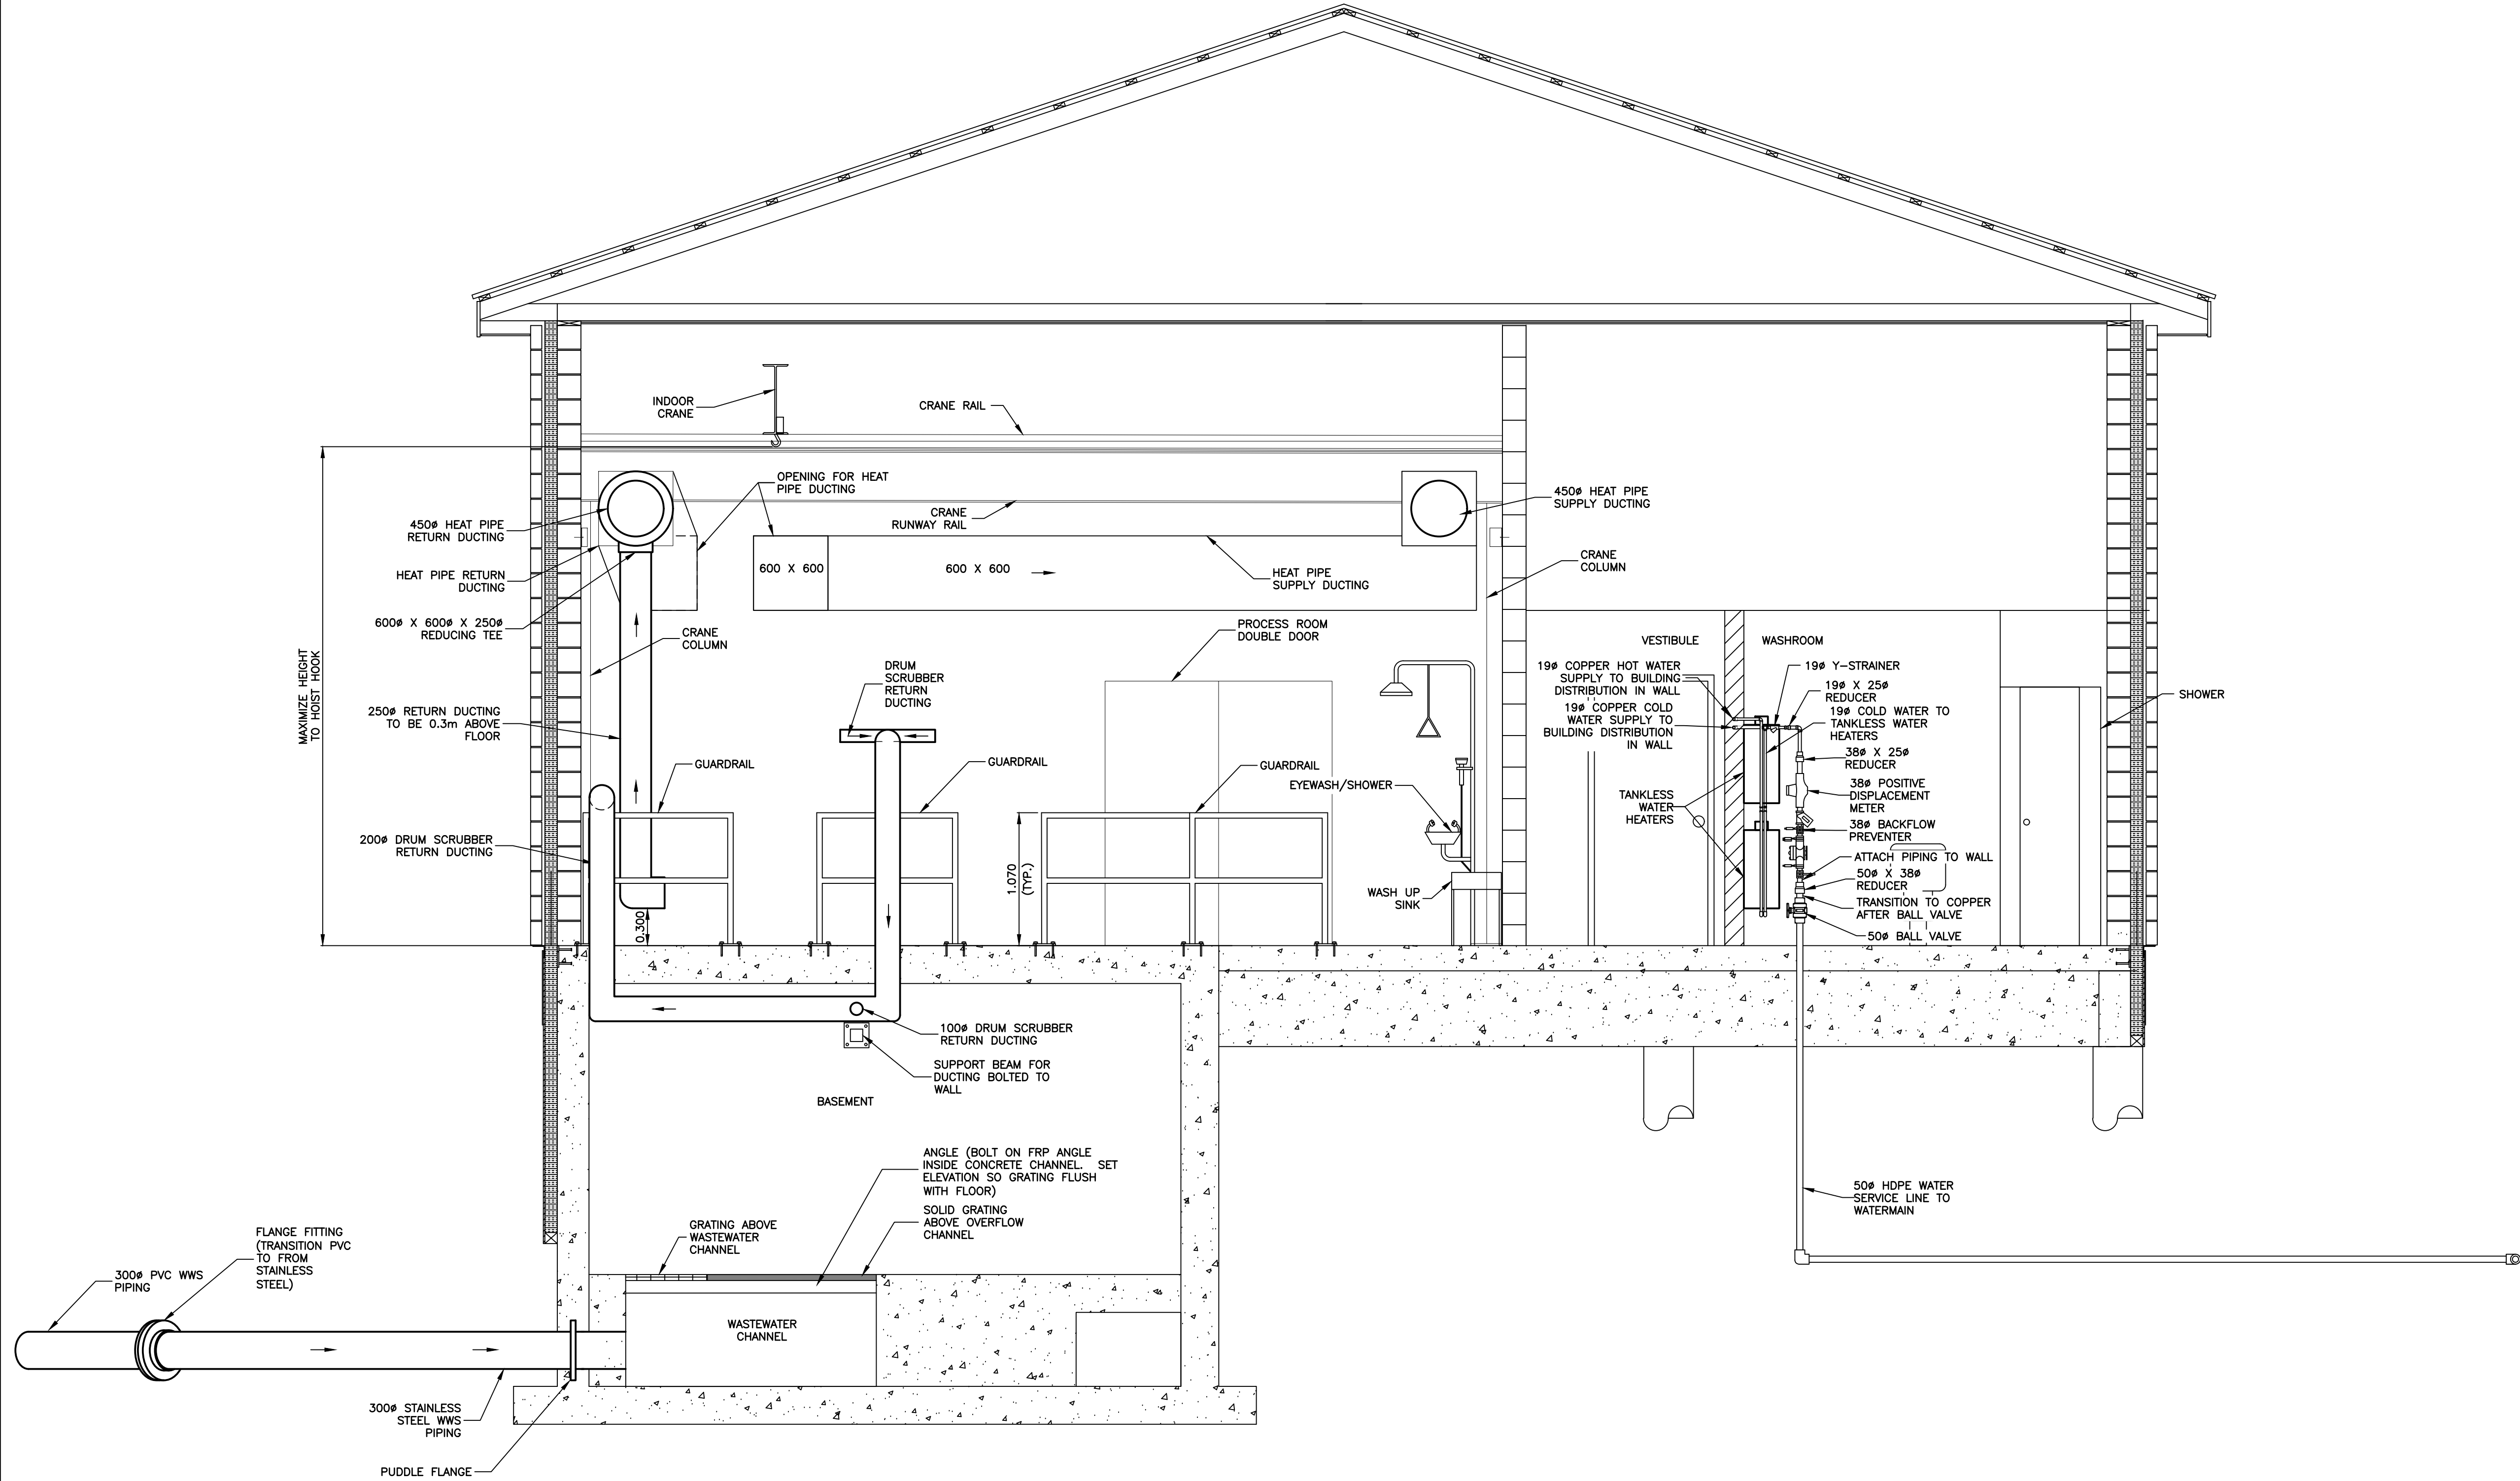 INDOOR
CRANE
CRANE RAIL
OPENING FOR HEAT
PIPE DUCTING
450ø HEAT PIPE
RETURN DUCTING
CRANE
RUNWAY RAIL
450ø HEAT PIPE
SUPPLY DUCTING
HEAT PIPE RETURN
DUCTING
600 X 600
600 X 600
HEAT PIPE
SUPPLY DUCTING
CRANE
COLUMN
600ø X 600ø X 250ø
REDUCING TEE
CRANE
COLUMN
PROCESS ROOM
DOUBLE DOOR
VESTIBULE
WASHROOM
MAXIMIZE HEIGHT
TO HOIST HOOK
DRUM
SCRUBBER
RETURN
DUCTING
19ø COPPER HOT WATER
SUPPLY TO BUILDING
DISTRIBUTION IN WALL
19ø COPPER COLD
WATER SUPPLY TO
BUILDING DISTRIBUTION
IN WALL
19ø Y-STRAINER
19ø X 25ø
REDUCER
19ø COLD WATER TO
TANKLESS WATER
HEATERS
SHOWER
250ø RETURN DUCTING
TO BE 0.3m ABOVE
FLOOR
38ø X 25ø
REDUCER
GUARDRAIL
GUARDRAIL
GUARDRAIL
EYEWASH/SHOWER
TANKLESS
WATER
HEATERS
38ø POSITIVE
DISPLACEMENT
METER
200ø DRUM SCRUBBER
RETURN DUCTING
38ø BACKFLOW
PREVENTER
ATTACH PIPING TO WALL
50ø X 38ø
REDUCER
TRANSITION TO COPPER
AFTER BALL VALVE
50ø BALL VALVE
1.070
(TYP.)
0.300
WASH UP
SINK
100ø DRUM SCRUBBER
RETURN DUCTING
SUPPORT BEAM FOR
DUCTING BOLTED TO
WALL
BASEMENT
ANGLE (BOLT ON FRP ANGLE
INSIDE CONCRETE CHANNEL. SET
ELEVATION SO GRATING FLUSH
WITH FLOOR)
SOLID GRATING
ABOVE OVERFLOW
CHANNEL
GRATING ABOVE
WASTEWATER
CHANNEL
50ø HDPE WATER
SERVICE LINE TO
WATERMAIN
FLANGE FITTING
(TRANSITION PVC
TO FROM
STAINLESS
STEEL)
300ø PVC WWS
PIPING
WASTEWATER
CHANNEL
300ø STAINLESS
STEEL WWS
PIPING
PUDDLE FLANGE